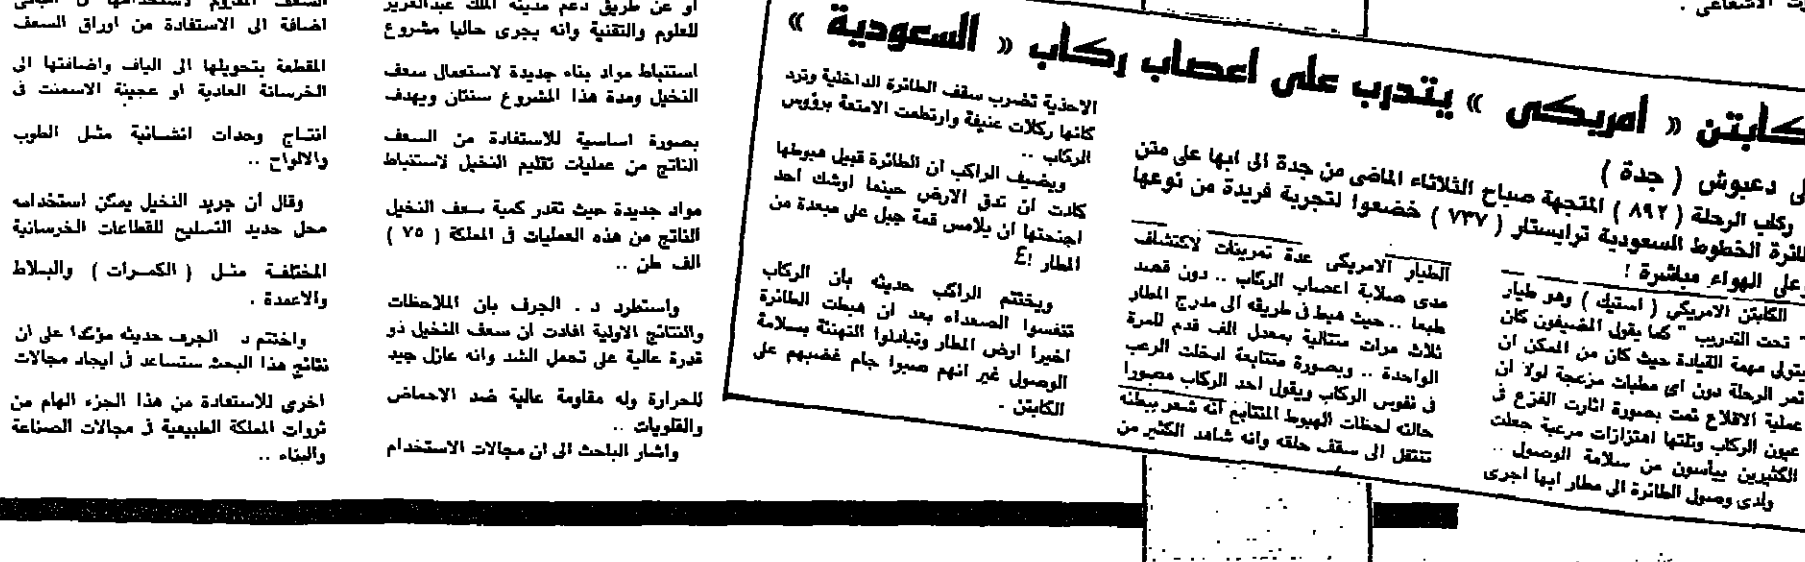 كابتن « أمريكي » يتدرب على اعصاب ركاب « السعودية »
دعبوش ( جدة )
ركاب الرحلة ( ٨٩٢ ) المتجهة صباح الثلاثاء الماضى من جدة الى ابها على متن
طائرة الخطوط السعودية ترايستار ( ٧٣٧ ) خضعوا لتجربة فريدة من نوعها
وعلى الهواء مباشرة !
الكابتن الامريكي ( استيك ) وهو طيار
" تحت التدريب " كما يقول المضيفون كان
يتولى مهمة القيادة حيث كان من الممكن ان
تمر الرحلة دون اى مطبات مزعجة لولا ان
عملية الاقلاع تمت بصورة اثارت الفزع فى
عيون الركاب وتلتها اهتزازات مرعبة جعلت
الكثيرين ييأسون من سلامة الوصول ..
ولدى وصول الطائرة الى مطار ابها اجرى
الطيار الامريكى عدة تمرينات لاكتشاف
مدى صلابة اعصاب الركاب .. دون قصد
طبعا .. حيث هبط فى طريقه الى مدرج المطار
ثلاث مرات متتالية بمعدل الف قدم للمرة
الواحدة .. وبصورة متتابعة ادخلت الرعب
فى نفوس الركاب ويقول احد الركاب مصورا
حالته لحظات الهبوط المتتابع انه شعر ببطنه
تنتقل الى سقف حلقه وانه شاهد الكثير من
الاحذية تضرب سقف الطائرة الداخلية وترد
كانها ركلات عنيفة وارتطمت الامتعة برؤوس
الركاب ..
ويضيف الراكب ان الطائرة قبيل هبوطها
كادت ان تدق الارض حينما اوشك احد
اجنحتها ان يلامس قمة جبل على مبعدة من
المطار !٤
ويختتم الراكب حديثه بان الركاب
تنفسوا الصعداء بعد ان هبطت الطائرة
اخيرا ارض المطار وتبادلوا التهنئة بسلامة
الوصول غير انهم صبوا جام غضبهم على
الكابتن .
او عن طريق دعم مدينة الملك عبدالعزيز
للعلوم والتقنية وانه يجرى حاليا مشروع
استنباط مواد بناء جديدة لاستعمال سعف
النخيل ومدة هذا المشروع سنتان ويهدف
بصورة اساسية للاستفادة من السعف
الناتج من عمليات تقليم النخيل لاستنباط
مواد جديدة حيث تقدر كمية سعف النخيل
الناتج من هذه العمليات فى المملكة ( ٧٥ )
الف طن ..
واستطرد د . الجرف بان الملاحظات
والنتائج الاولية افادت ان سعف النخيل ذو
قدرة عالية على تحمل الشد وانه عازل جيد
للحرارة وله مقاومة عالية ضد الاحماض
والقلويات ..
واشار الباحث الى ان مجالات الاستخدام
اضافة الى الاستفادة من اوراق السعف
المقطعة بتحويلها الى الياف واضافتها الى
الخرسانة العادية او عجينة الاسمنت فى
انتاج وحدات انشائية مثل الطوب
والالواح ..
وقال أن جريد النخيل يمكن استخدامه
محل حديد التسليح للقطاعات الخرسانية
المختلفة مثل ( الكمرات ) والبلاط
والاعمدة .
واختتم د الجرف حديثه مؤكدا على ان
نتائج هذا البحث ستساعد فى ايجاد مجالات
اخرى للاستفادة من هذا الجزء الهام من
ثروات المملكة الطبيعية فى مجالات الصناعة
والبناء ..